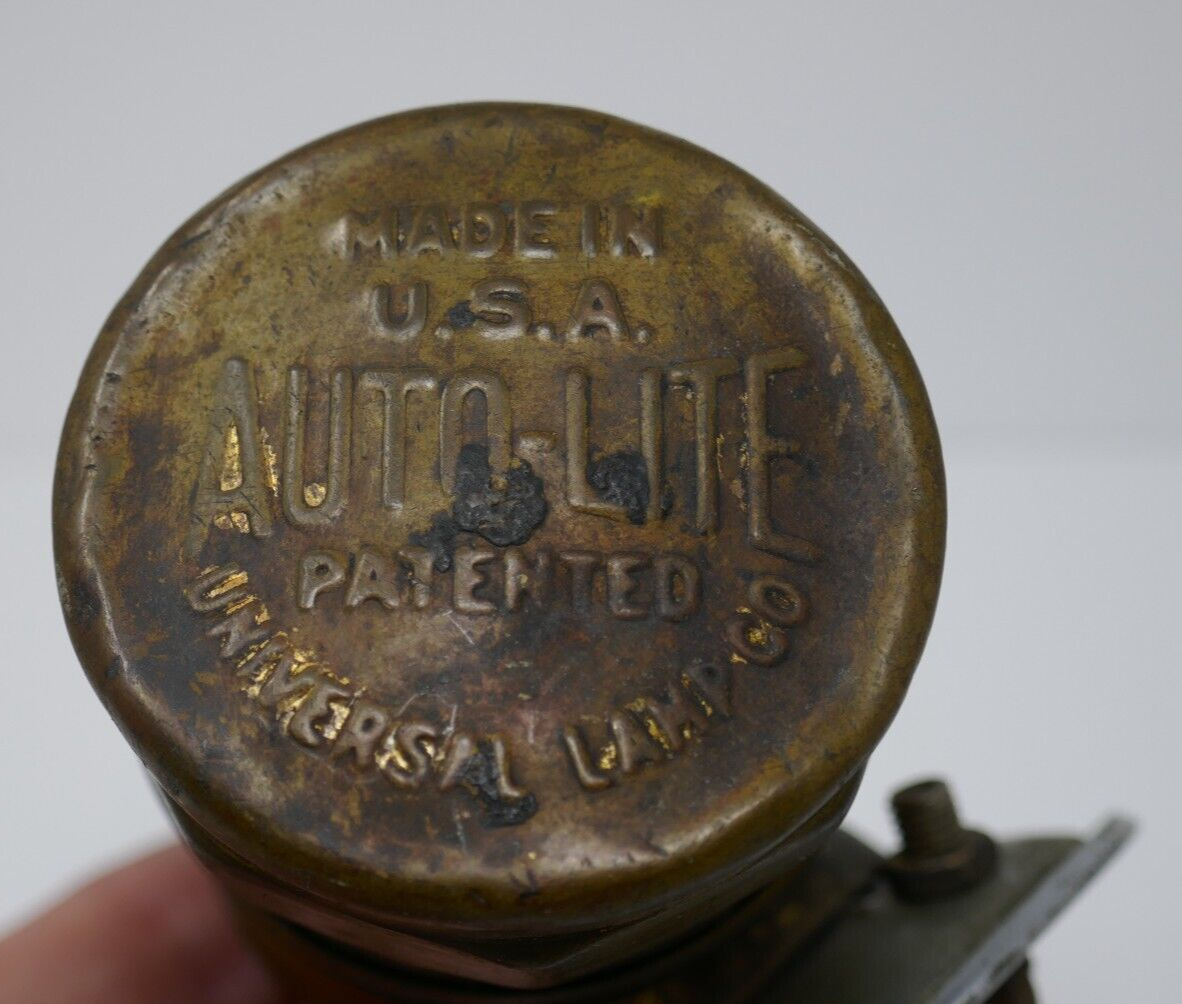 MADE IN
U.S.A.
AUTO-LITE
PATENTED
UNIVERSAL LAMP CO